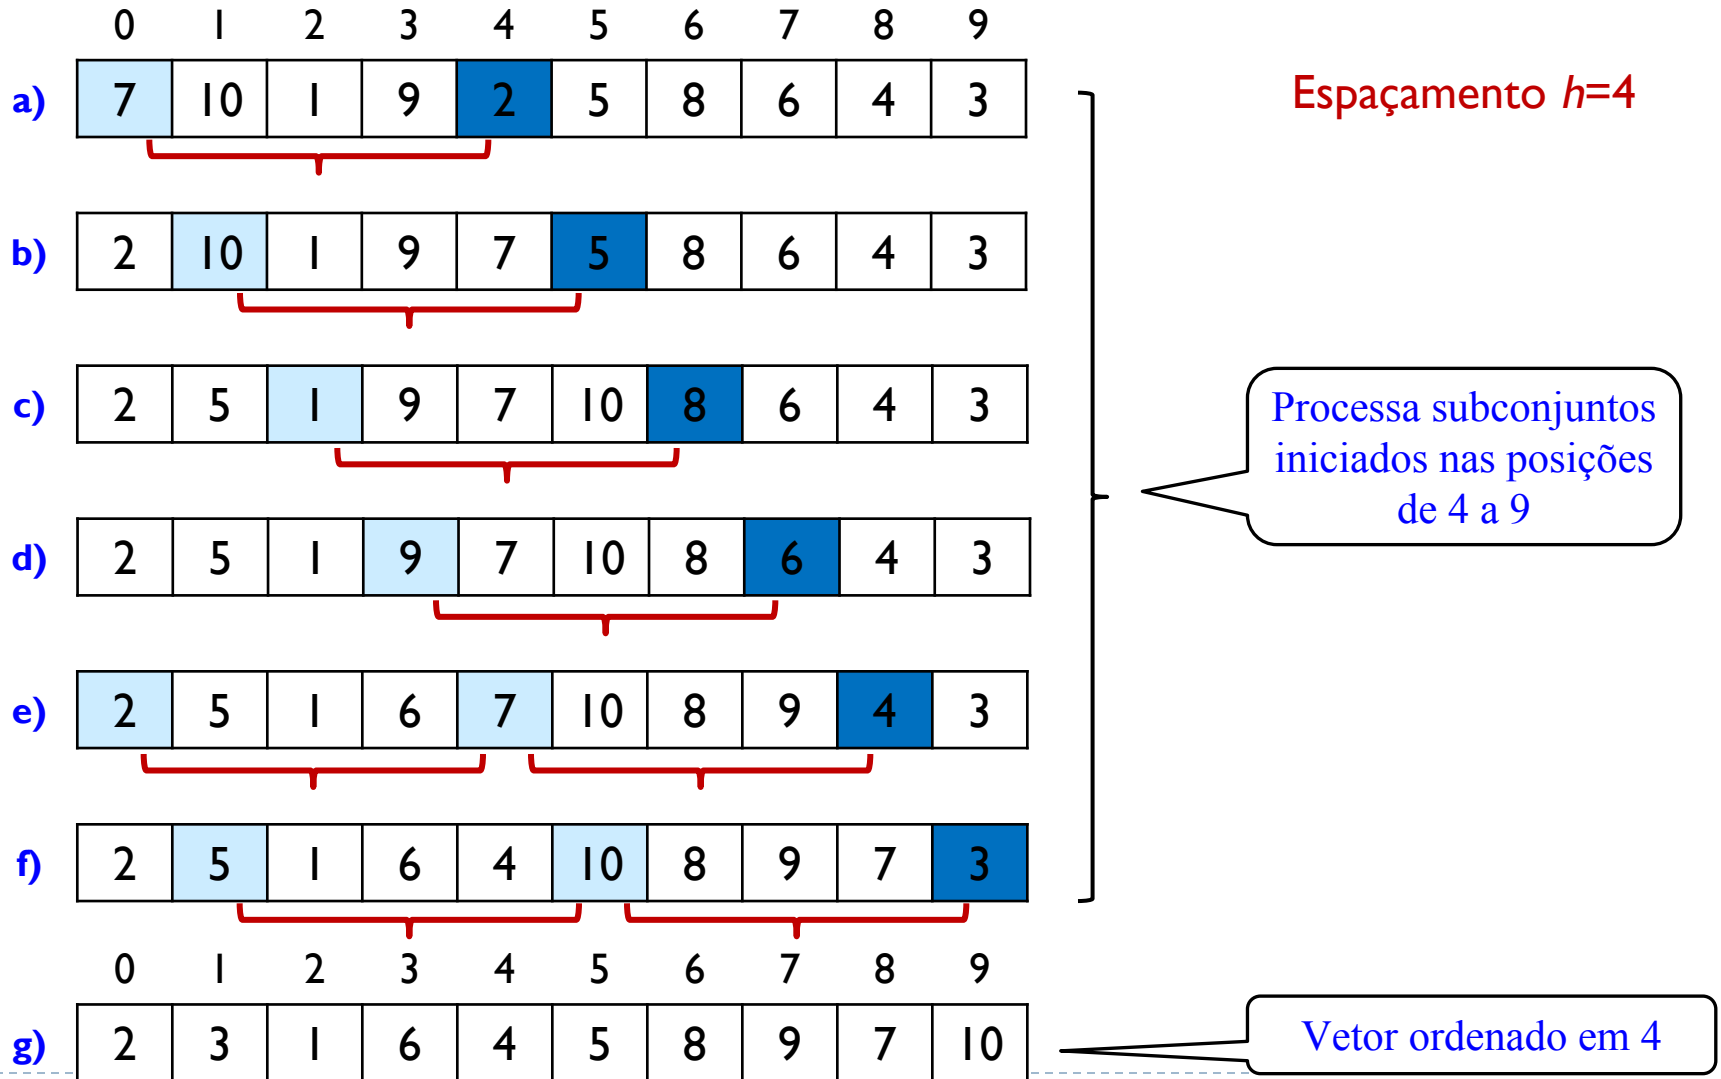 0 1 2 3 4 5 6 7 8 9
a) 7 10 1 9 2 5 8 6 4 3
Espaçamento h=4
b) 2 10 1 9 7 5 8 6 4 3
c) 2 5 1 9 7 10 8 6 4 3
Processa subconjuntos
iniciados nas posições
de 4 a 9
d) 2 5 1 9 7 10 8 6 4 3
e) 2 5 1 6 7 10 8 9 4 3
f) 2 5 1 6 4 10 8 9 7 3
0 1 2 3 4 5 6 7 8 9
g) 2 3 1 6 4 5 8 9 7 10
Vetor ordenado em 4